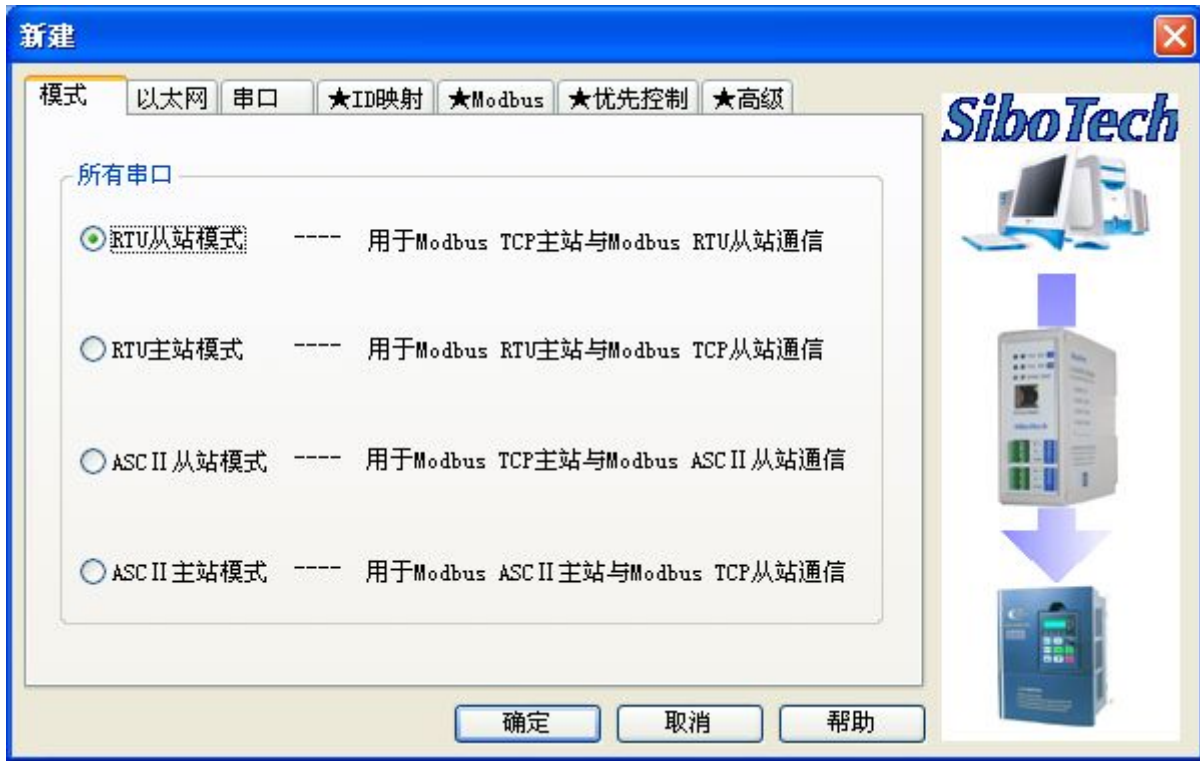 新建
模式 以太网 串口 ★ID映射 ★Modbus ★优先控制 ★高级
SiboTech
所有串口
RTU从站模式 ---- 用于Modbus TCP主站与Modbus RTU从站通信
RTU主站模式 ---- 用于Modbus RTU主站与Modbus TCP从站通信
ASCⅡ从站模式 ---- 用于Modbus TCP主站与Modbus ASCⅡ从站通信
ASCⅡ主站模式 ---- 用于Modbus ASCⅡ主站与Modbus TCP从站通信
确定 取消 帮助